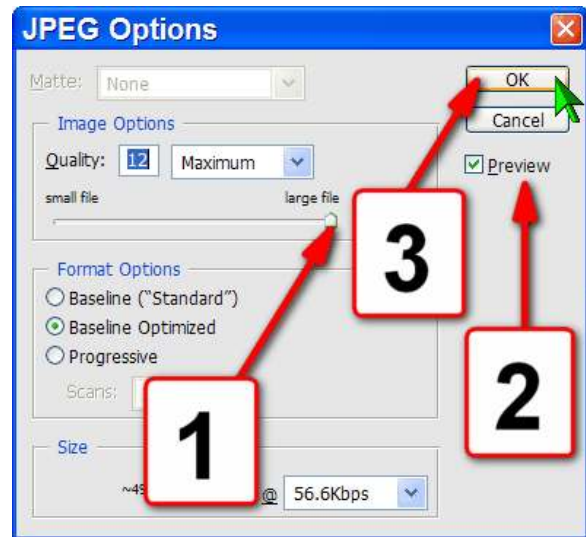 JPEG Options
Matte: None
OK
Image Options
Cancel
Quality: 12 Maximum
Preview
small file large file
3
Format Options
Baseline ("Standard")
Baseline Optimized
Progressive
2
Scans:
1
Size
@ 56.6Kbps